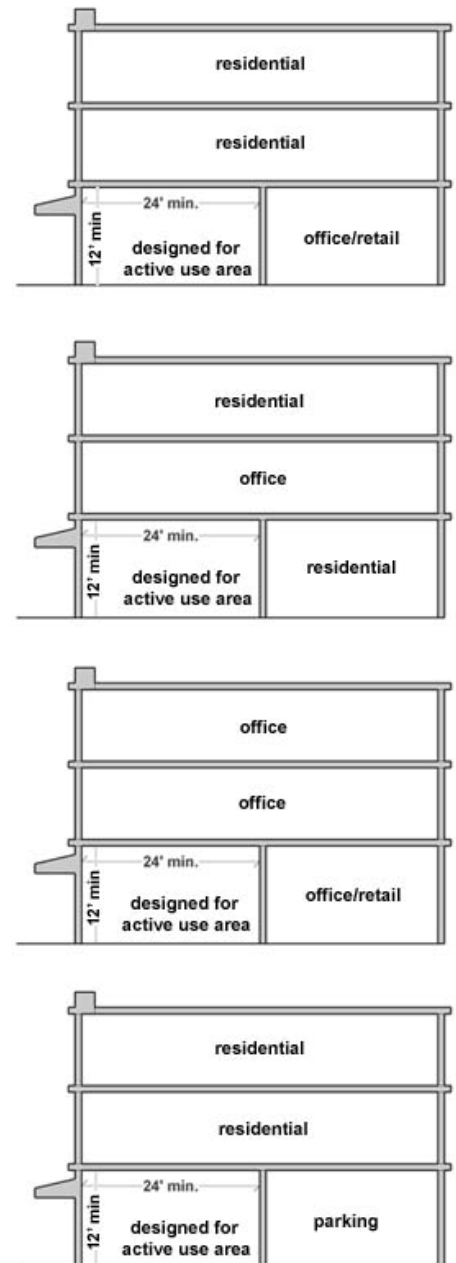 residential
residential
24' min.
12' min
designed for
active use area
office/retail
residential
office
24' min.
12' min
designed for
active use area
residential
office
office
24' min.
12' min
designed for
active use area
office/retail
residential
residential
24' min.
12' min
designed for
active use area
parking